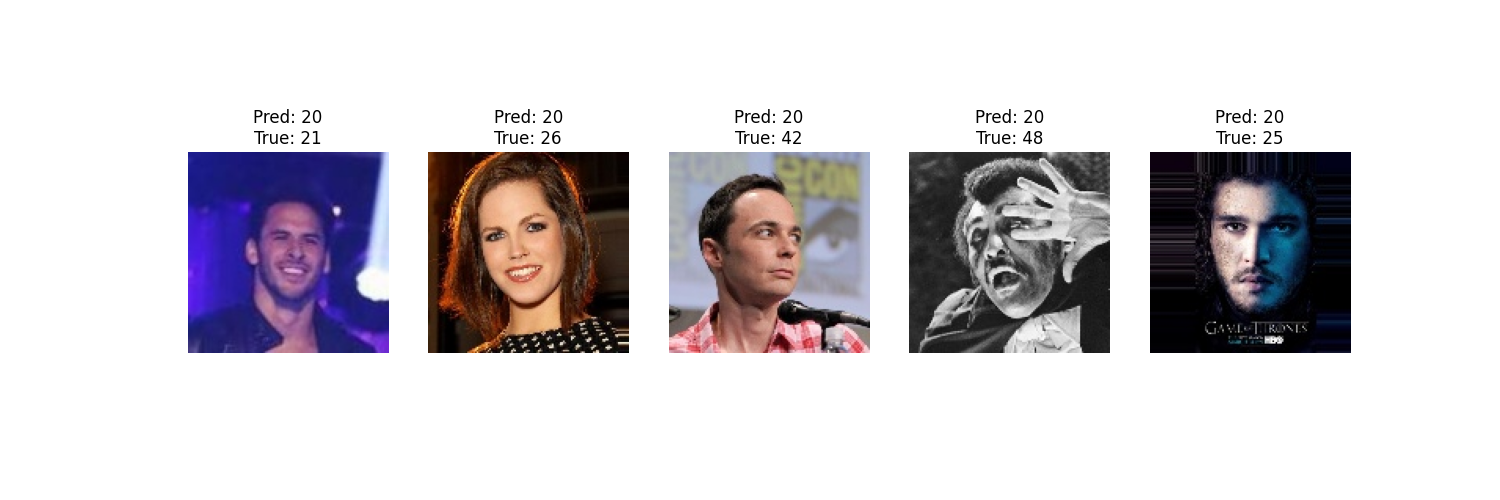 Pred: 20
True: 21
Pred: 20
True: 26
Pred: 20
True: 42
Pred: 20
True: 48
Pred: 20
True: 25
CON
GAME OF THRONES
HBO